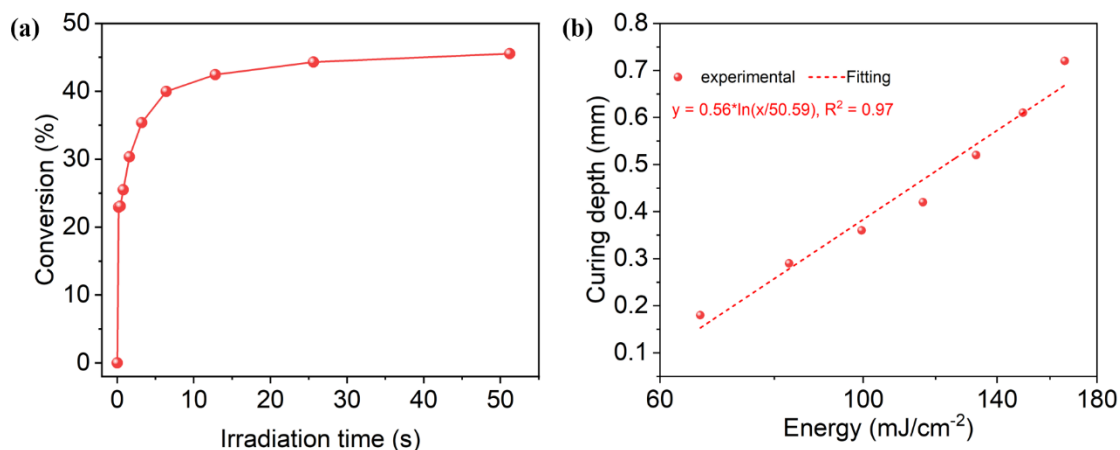 (a)
Conversion (%)
50
40
30
20
10
0
0 10 20 30 40 50
Irradiation time (s)
(b)
Curing depth (mm)
0.8
0.7
0.6
0.5
0.4
0.3
0.2
0.1
experimental Fitting
y = 0.56*ln(x/50.59), R² = 0.97
60 100 140 180
Energy (mJ/cm⁻²)